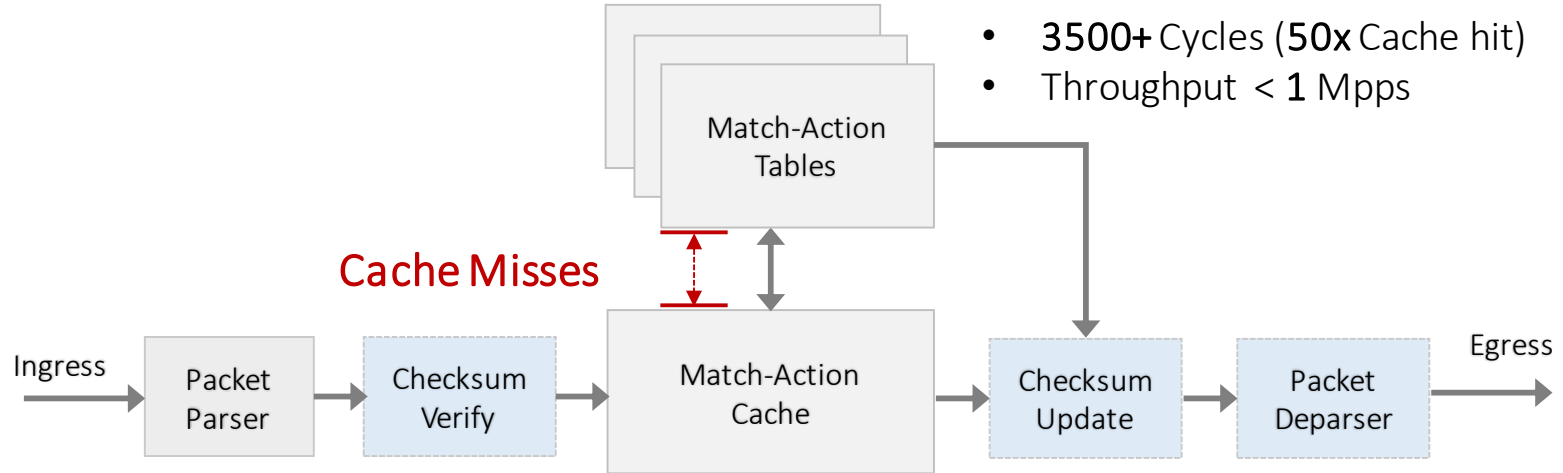 • 3500+ Cycles (50x Cache hit)
• Throughput < 1 Mpps
Match-Action
Tables
Cache Misses
Ingress
Packet
Parser
Checksum
Verify
Match-Action
Cache
Checksum
Update
Packet
Deparser
Egress